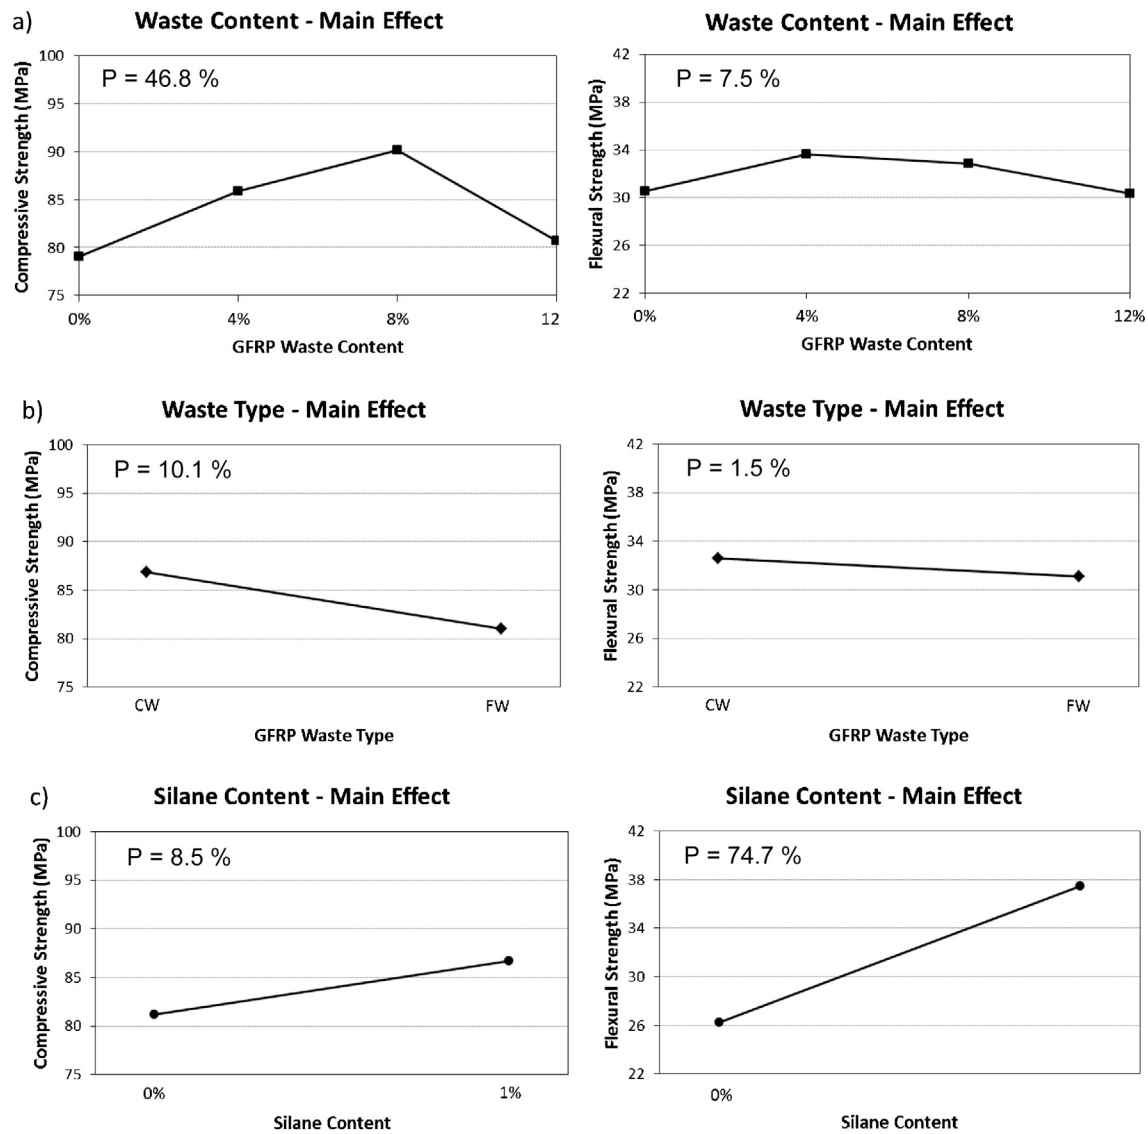 a)
Waste Content - Main Effect
P = 46.8 %
Compressive Strength (MPa)
100
95
90
85
80
75
0%
4%
8%
12
GFRP Waste Content
Waste Content - Main Effect
P = 7.5 %
Flexural Strength (MPa)
42
38
34
30
26
22
0%
4%
8%
12%
GFRP Waste Content
b)
Waste Type - Main Effect
P = 10.1 %
Compressive Strength (MPa)
100
95
90
85
80
75
CW
FW
GFRP Waste Type
Waste Type - Main Effect
P = 1.5 %
Flexural Strength (MPa)
42
38
34
30
26
22
CW
FW
GFRP Waste Type
c)
Silane Content - Main Effect
P = 8.5 %
Compressive Strength (MPa)
100
95
90
85
80
75
0%
1%
Silane Content
Silane Content - Main Effect
P = 74.7 %
Flexural Strength (MPa)
42
38
34
30
26
22
0%
Silane Content